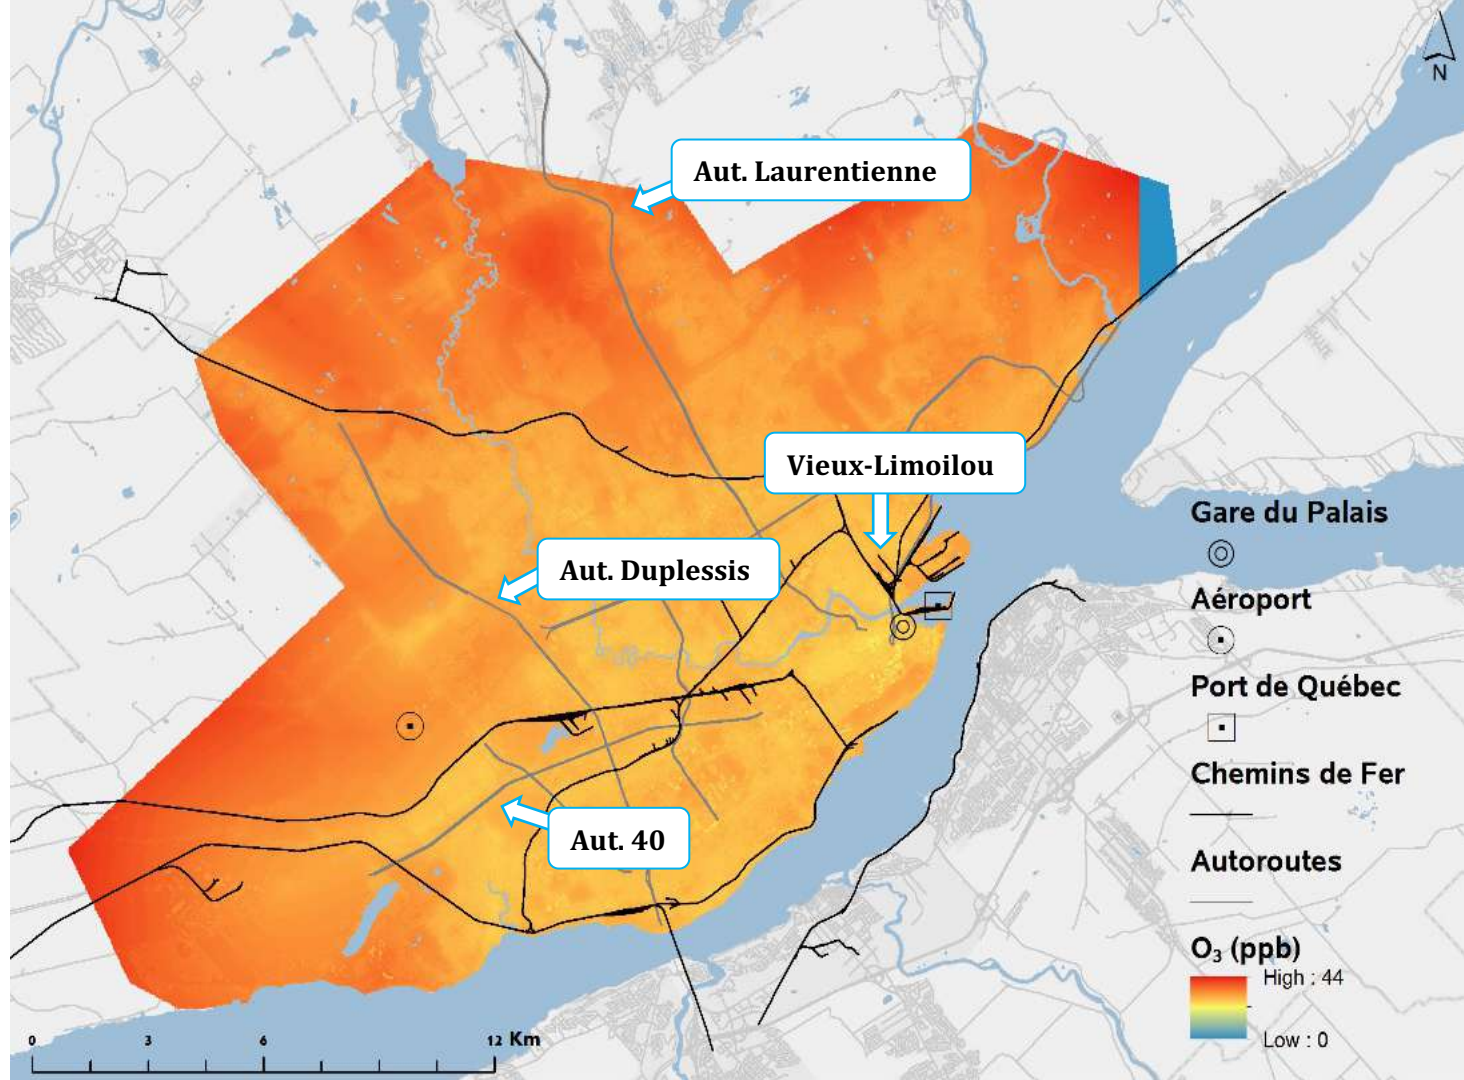 N
Aut. Laurentienne
Vieux-Limoilou
Aut. Duplessis
Aut. 40
Gare du Palais
Aéroport
Port de Québec
Chemins de Fer
Autoroutes
O₃ (ppb)
High : 44
Low : 0
0 3 6 12 Km